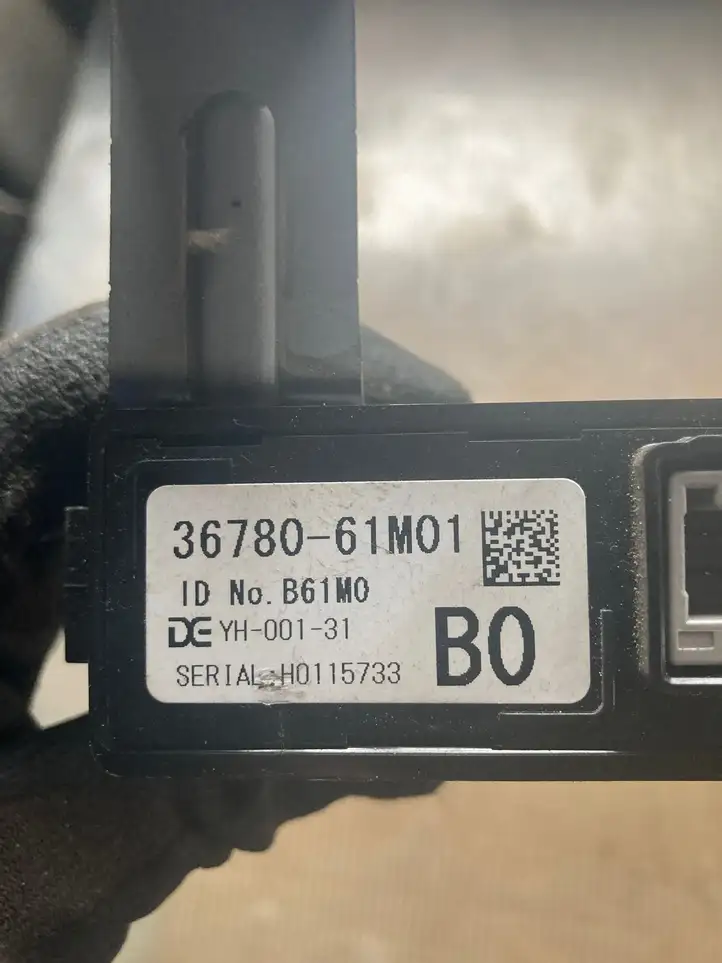 36780-61M01
ID No. B61M0
DE YH-001-31
SERIAL H0115733
B0